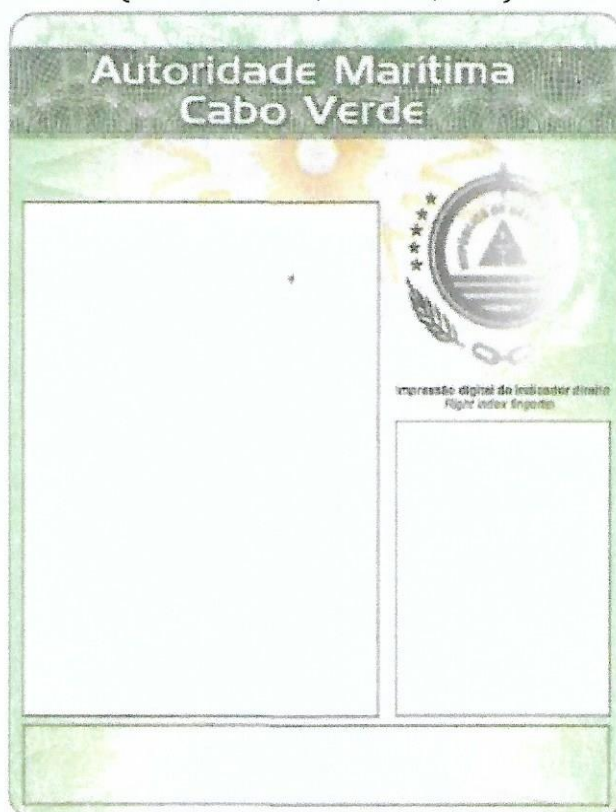 Autoridade Marítima
Cabo Verde
Impressão digital do indicador direito
Right index fingertip